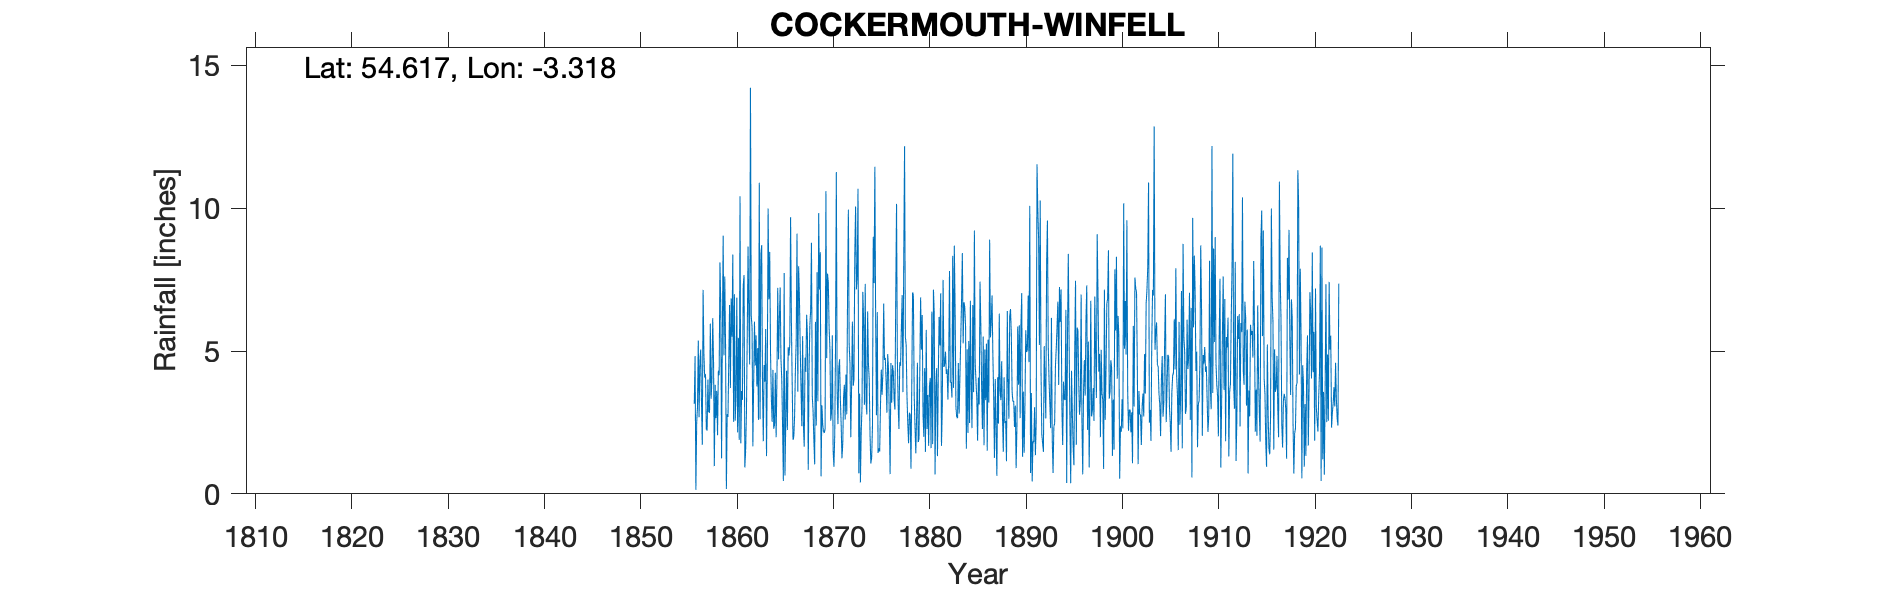 COCKERMOUTH-WINFELL
Lat: 54.617, Lon: -3.318
15
10
5
0
Rainfall [inches]
1810 1820 1830 1840 1850 1860 1870 1880 1890 1900 1910 1920 1930 1940 1950 1960
Year